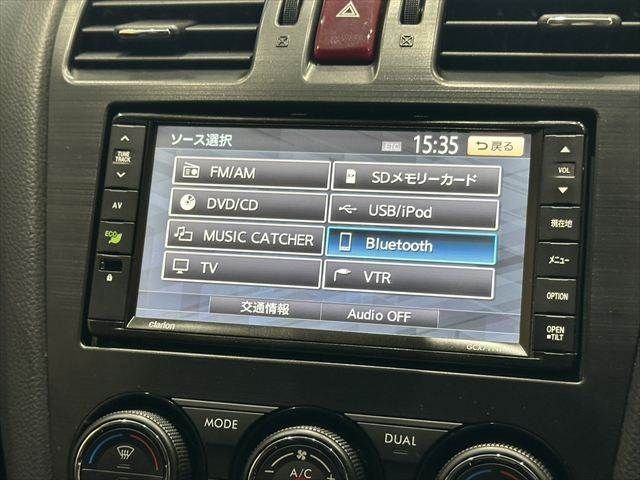 ソース選択 ETC 15:35 戻る
FM/AM SDメモリーカード
DVD/CD USB/iPod
MUSIC CATCHER Bluetooth
TV VTR
交通情報 Audio OFF
TUNE
TRACK
AV
ECO
VOL
現在地
メニュー
OPTION
OPEN
■TILT
clarion
MODE
DUAL
A/C